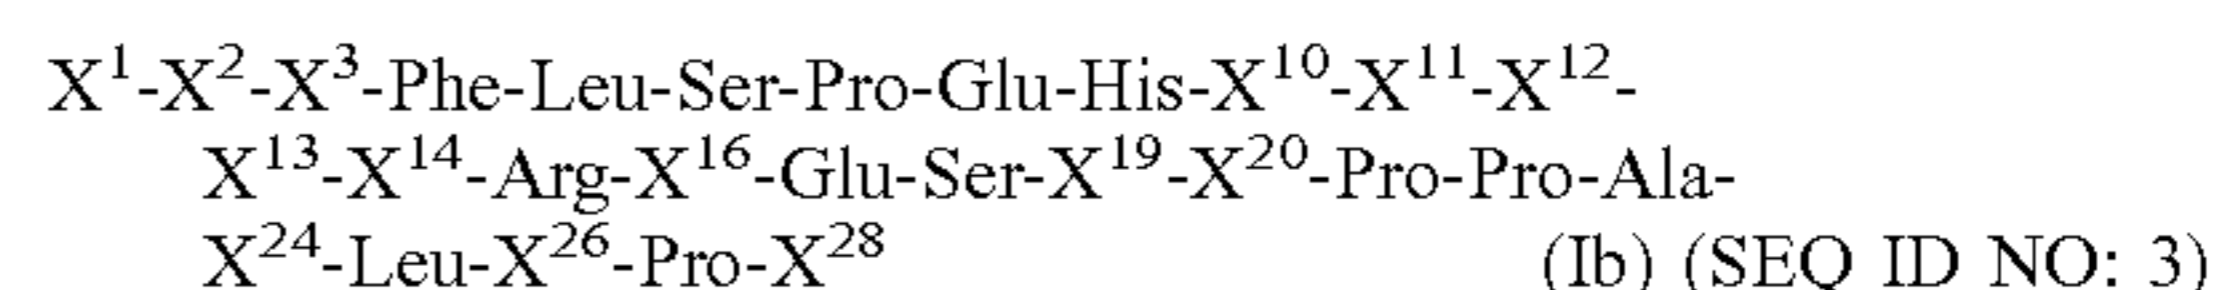 X¹-X²-X³-Phe-Leu-Ser-Pro-Glu-His-X¹⁰-X¹¹-X¹²-
X¹³-X¹⁴-Arg-X¹⁶-Glu-Ser-X¹⁹-X²⁰-Pro-Pro-Ala-
X²⁴-Leu-X²⁶-Pro-X²⁸ (Ib) (SEQ ID NO: 3)